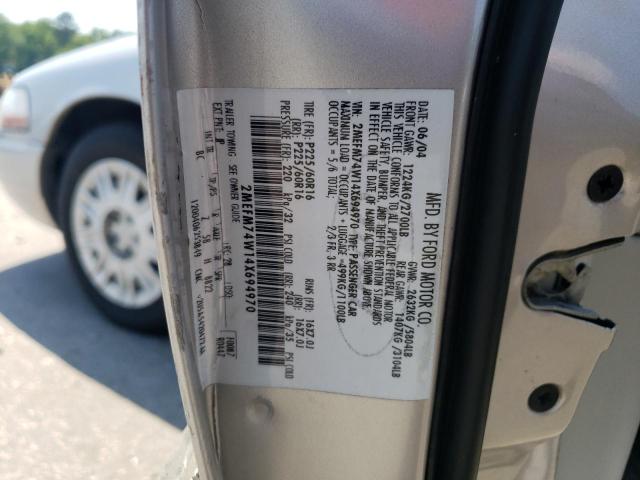 MFD. BY FORD MOTOR CO.
DATE: 06/04 GVWR: 2632KG/5804LB
FRONT GAWR: 1224KG/2700LB REAR GAWR: 1407KG/3104LB
THIS VEHICLE CONFORMS TO ALL APPLICABLE FEDERAL MOTOR
VEHICLE SAFETY, BUMPER, AND THEFT PREVENTION STANDARDS
IN EFFECT ON THE DATE OF MANUFACTURE SHOWN ABOVE.
VIN: 2MEFM74W14X694970 TYPE: PASSENGER CAR
MAXIMUM LOAD = OCCUPANTS + LUGGAGE = 499KG/1100LB
OCCUPANTS: 5/6 TOTAL: 2/3 FR, 3 RR
TIRE (FR): P225/60R16 RIMS (FR): 16X7.0J
(RR): P225/60R16 (RR): 16X7.0J
PRESSURE (FR): 220 kPa/32 PSI COLD (RR): 240 kPa/35 PSI COLD
2MEFM74W14X694970
TRAILER TOWING - SEE OWNER GUIDE
EXT PNT: JP